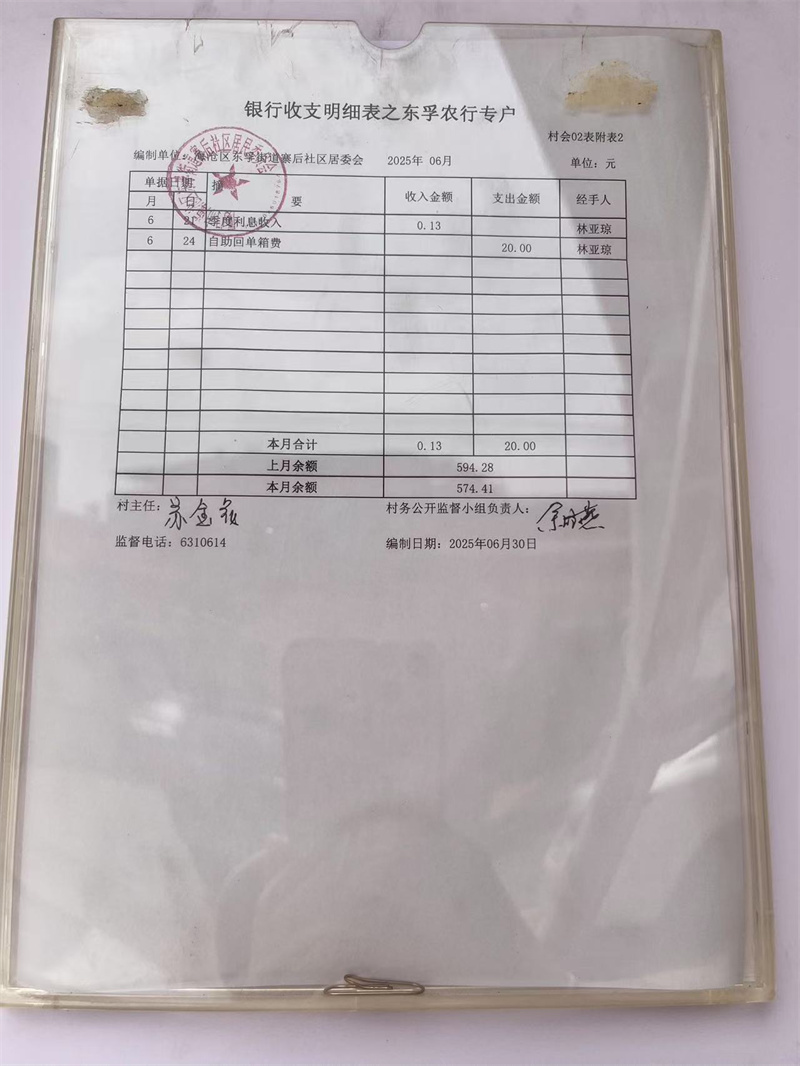 银行收支明细表之东孚农行专户
村会02表附表2
编制单位：海沧区东孚街道寨后社区居委会 2025年 06月 单位：元
单据日期 摘要 收入金额 支出金额 经手人
月 日
6 21 季度利息收入 0.13 林亚琼
6 24 自助回单箱费 20.00 林亚琼
本月合计 0.13 20.00
上月余额 594.28
本月余额 574.41
村主任： 村务公开监督小组负责人：
监督电话：6310614 编制日期：2025年06月30日